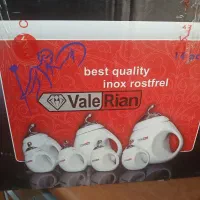 best quality
inox rostfrei
ValeRian